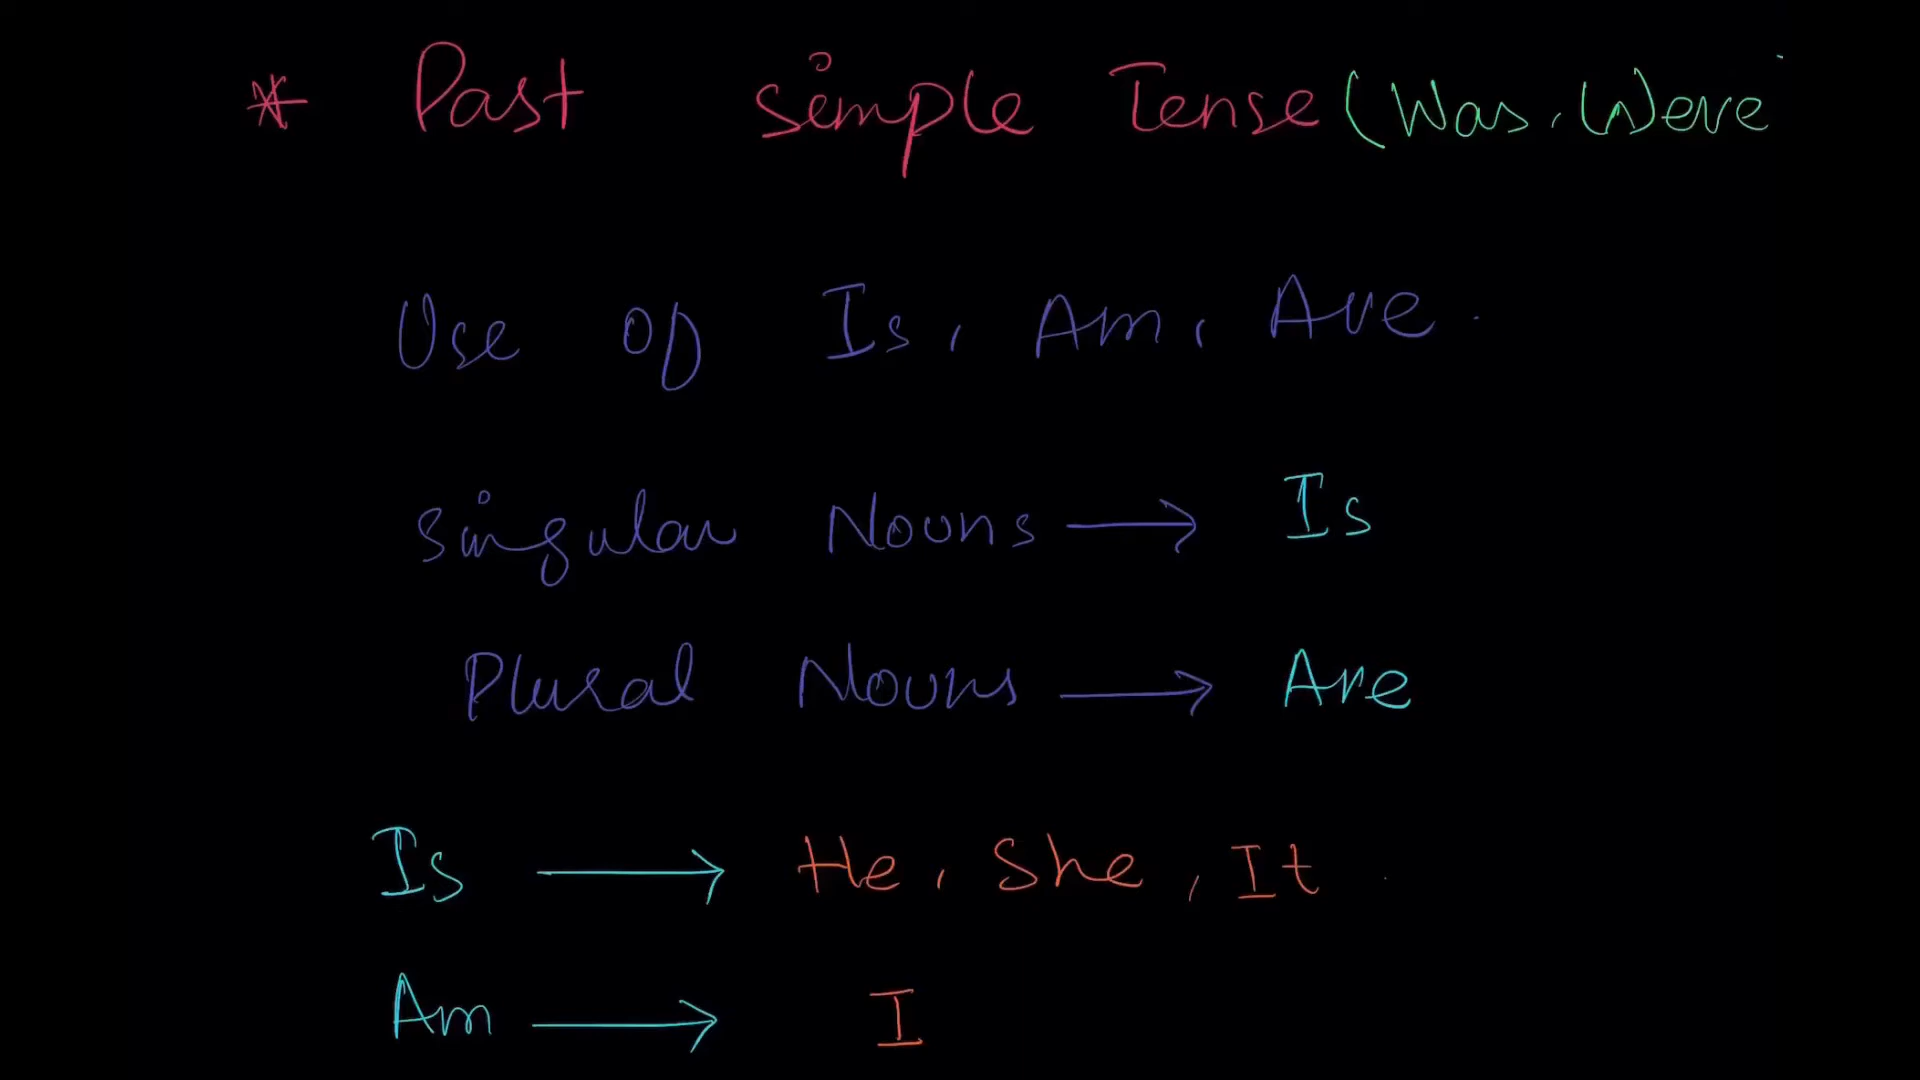 * Past Simple Tense (Was, Were
Use of Is, Am, Are.
Singular Nouns → Is
Plural Nouns → Are
Is → He, She, It.
Am → I